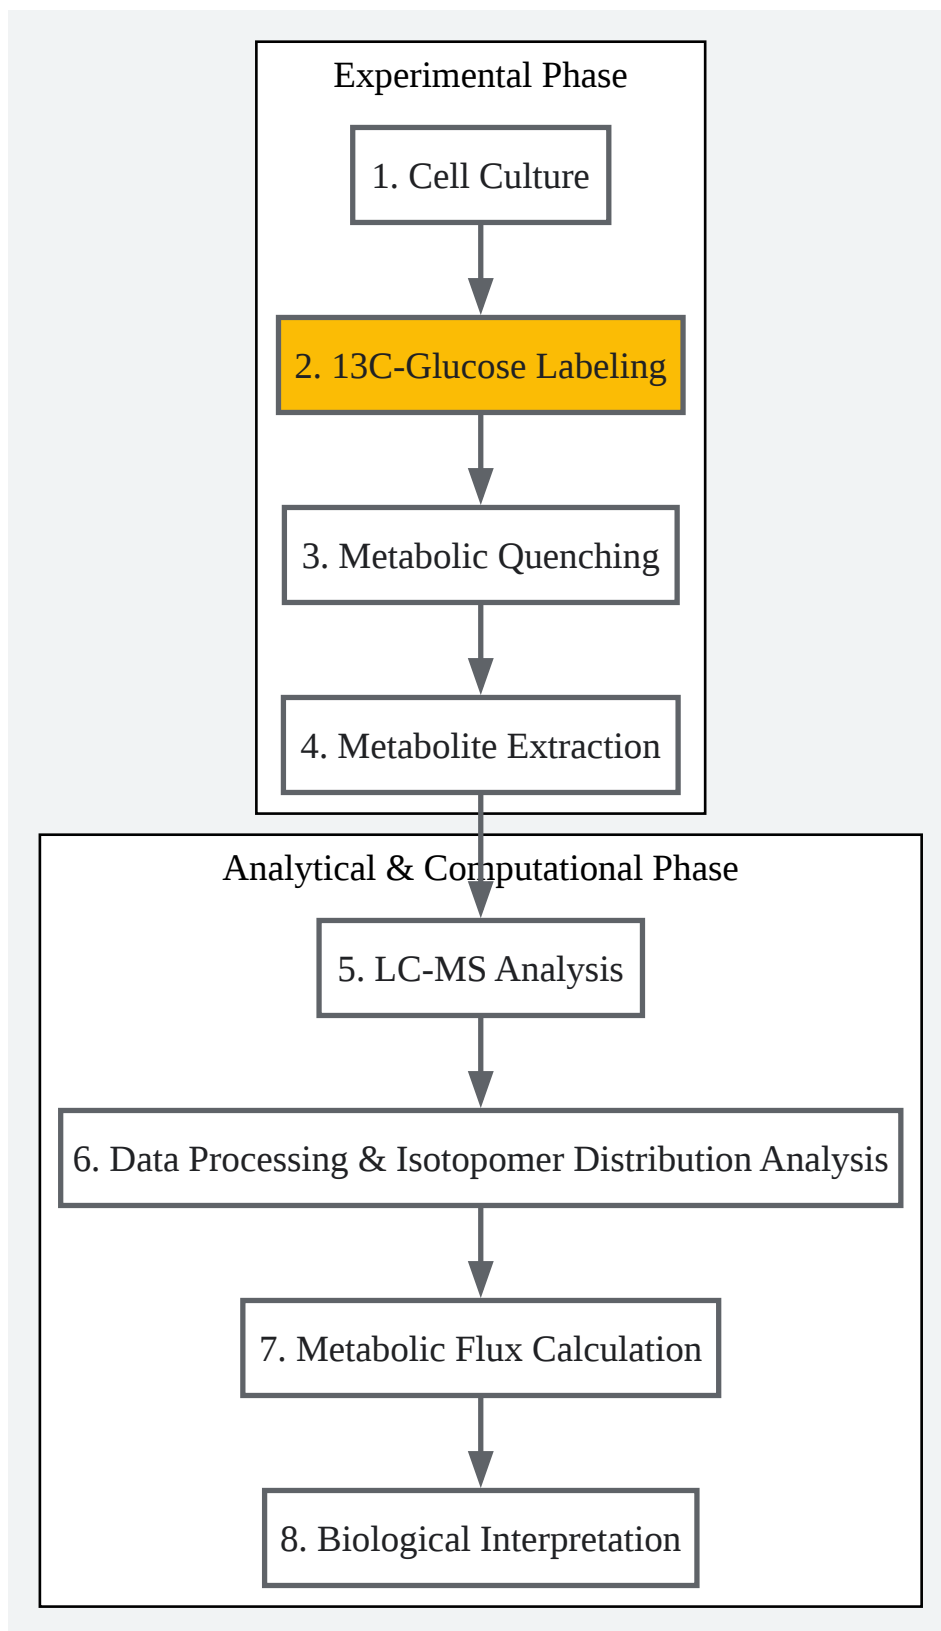 Experimental Phase
1. Cell Culture
2. 13C-Glucose Labeling
3. Metabolic Quenching
4. Metabolite Extraction
Analytical & Computational Phase
5. LC-MS Analysis
6. Data Processing & Isotopomer Distribution Analysis
7. Metabolic Flux Calculation
8. Biological Interpretation